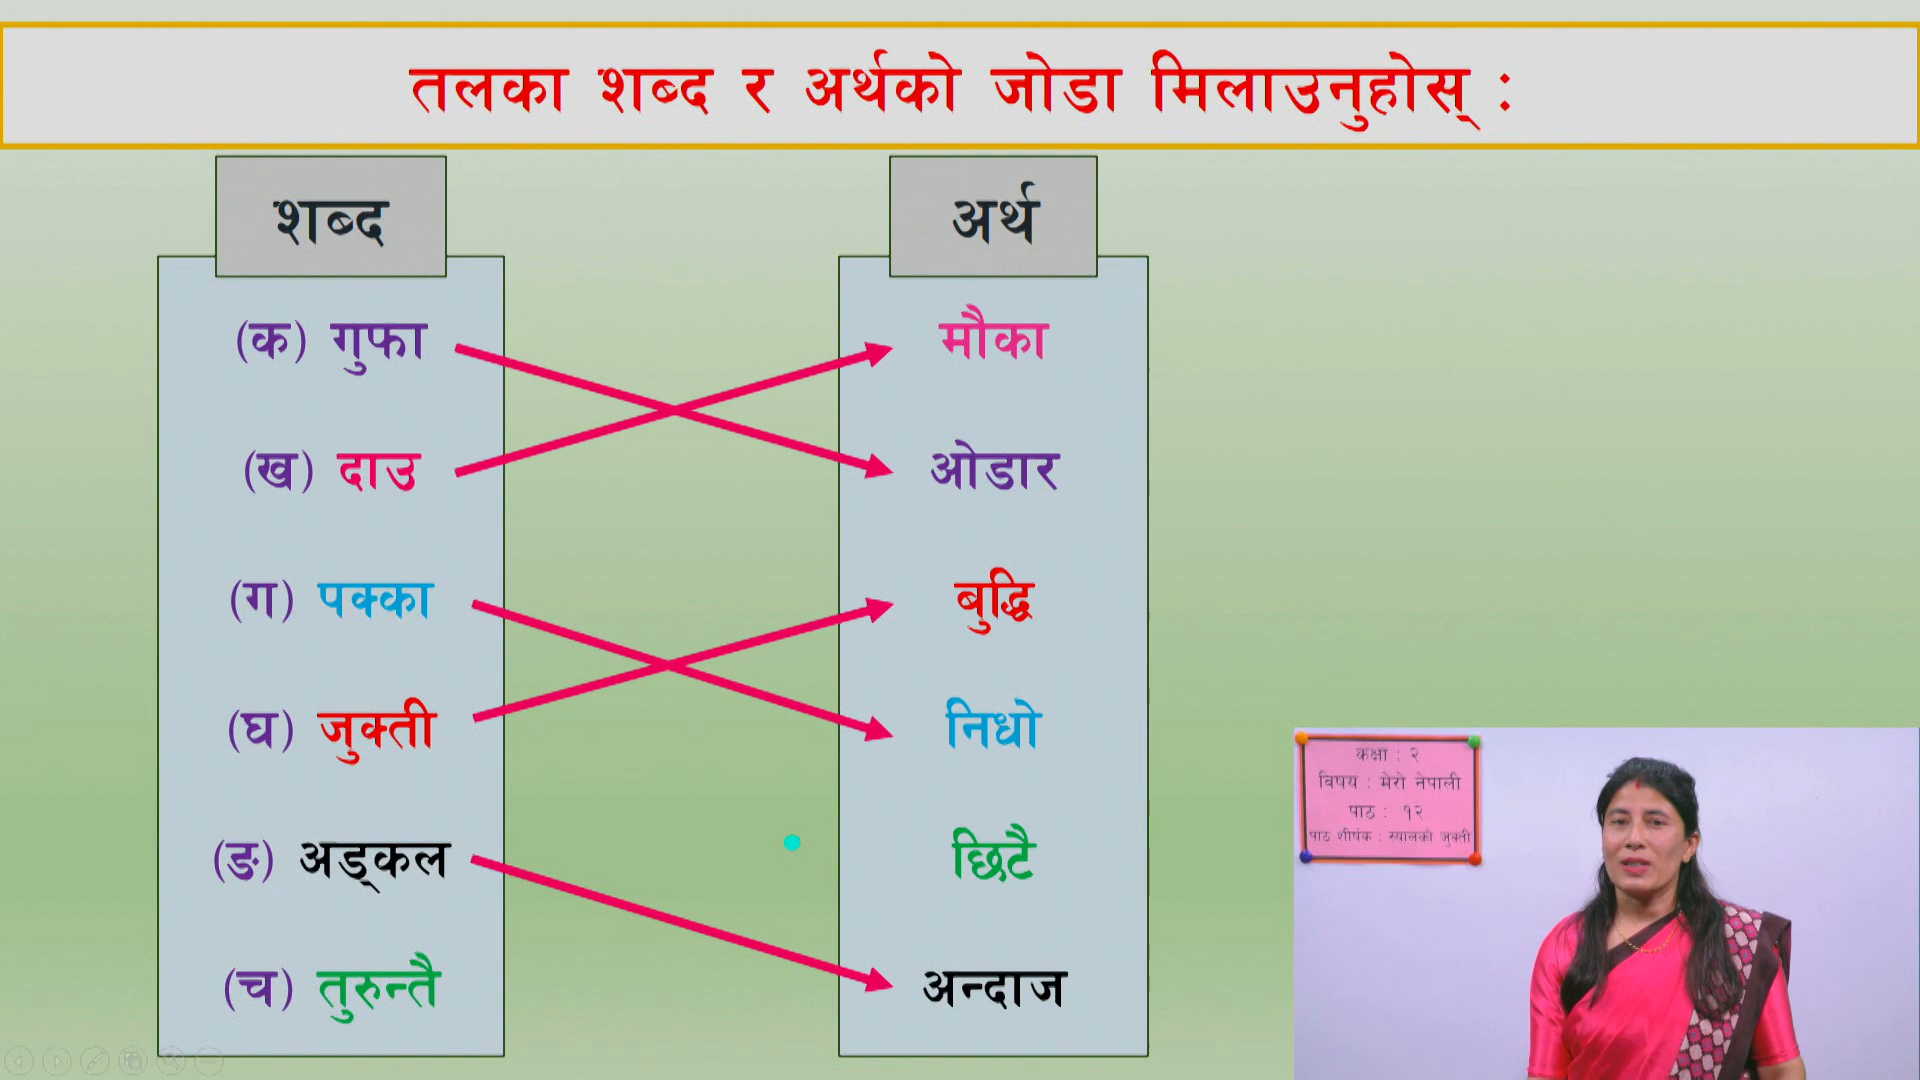 तलका शब्द र अर्थको जोडा मिलाउनुहोस् :
शब्द
(क) गुफा
(ख) दाउ
(ग) पक्का
(घ) जुक्ती
(ङ) अड्कल
(च) तुरुन्तै
अर्थ
मौका
ओडार
बुद्धि
निधो
छिटै
अन्दाज
कक्षा : २
विषय : मेरो नेपाली
पाठ : १२
पाठ शीर्षक : स्यालको जुक्ती